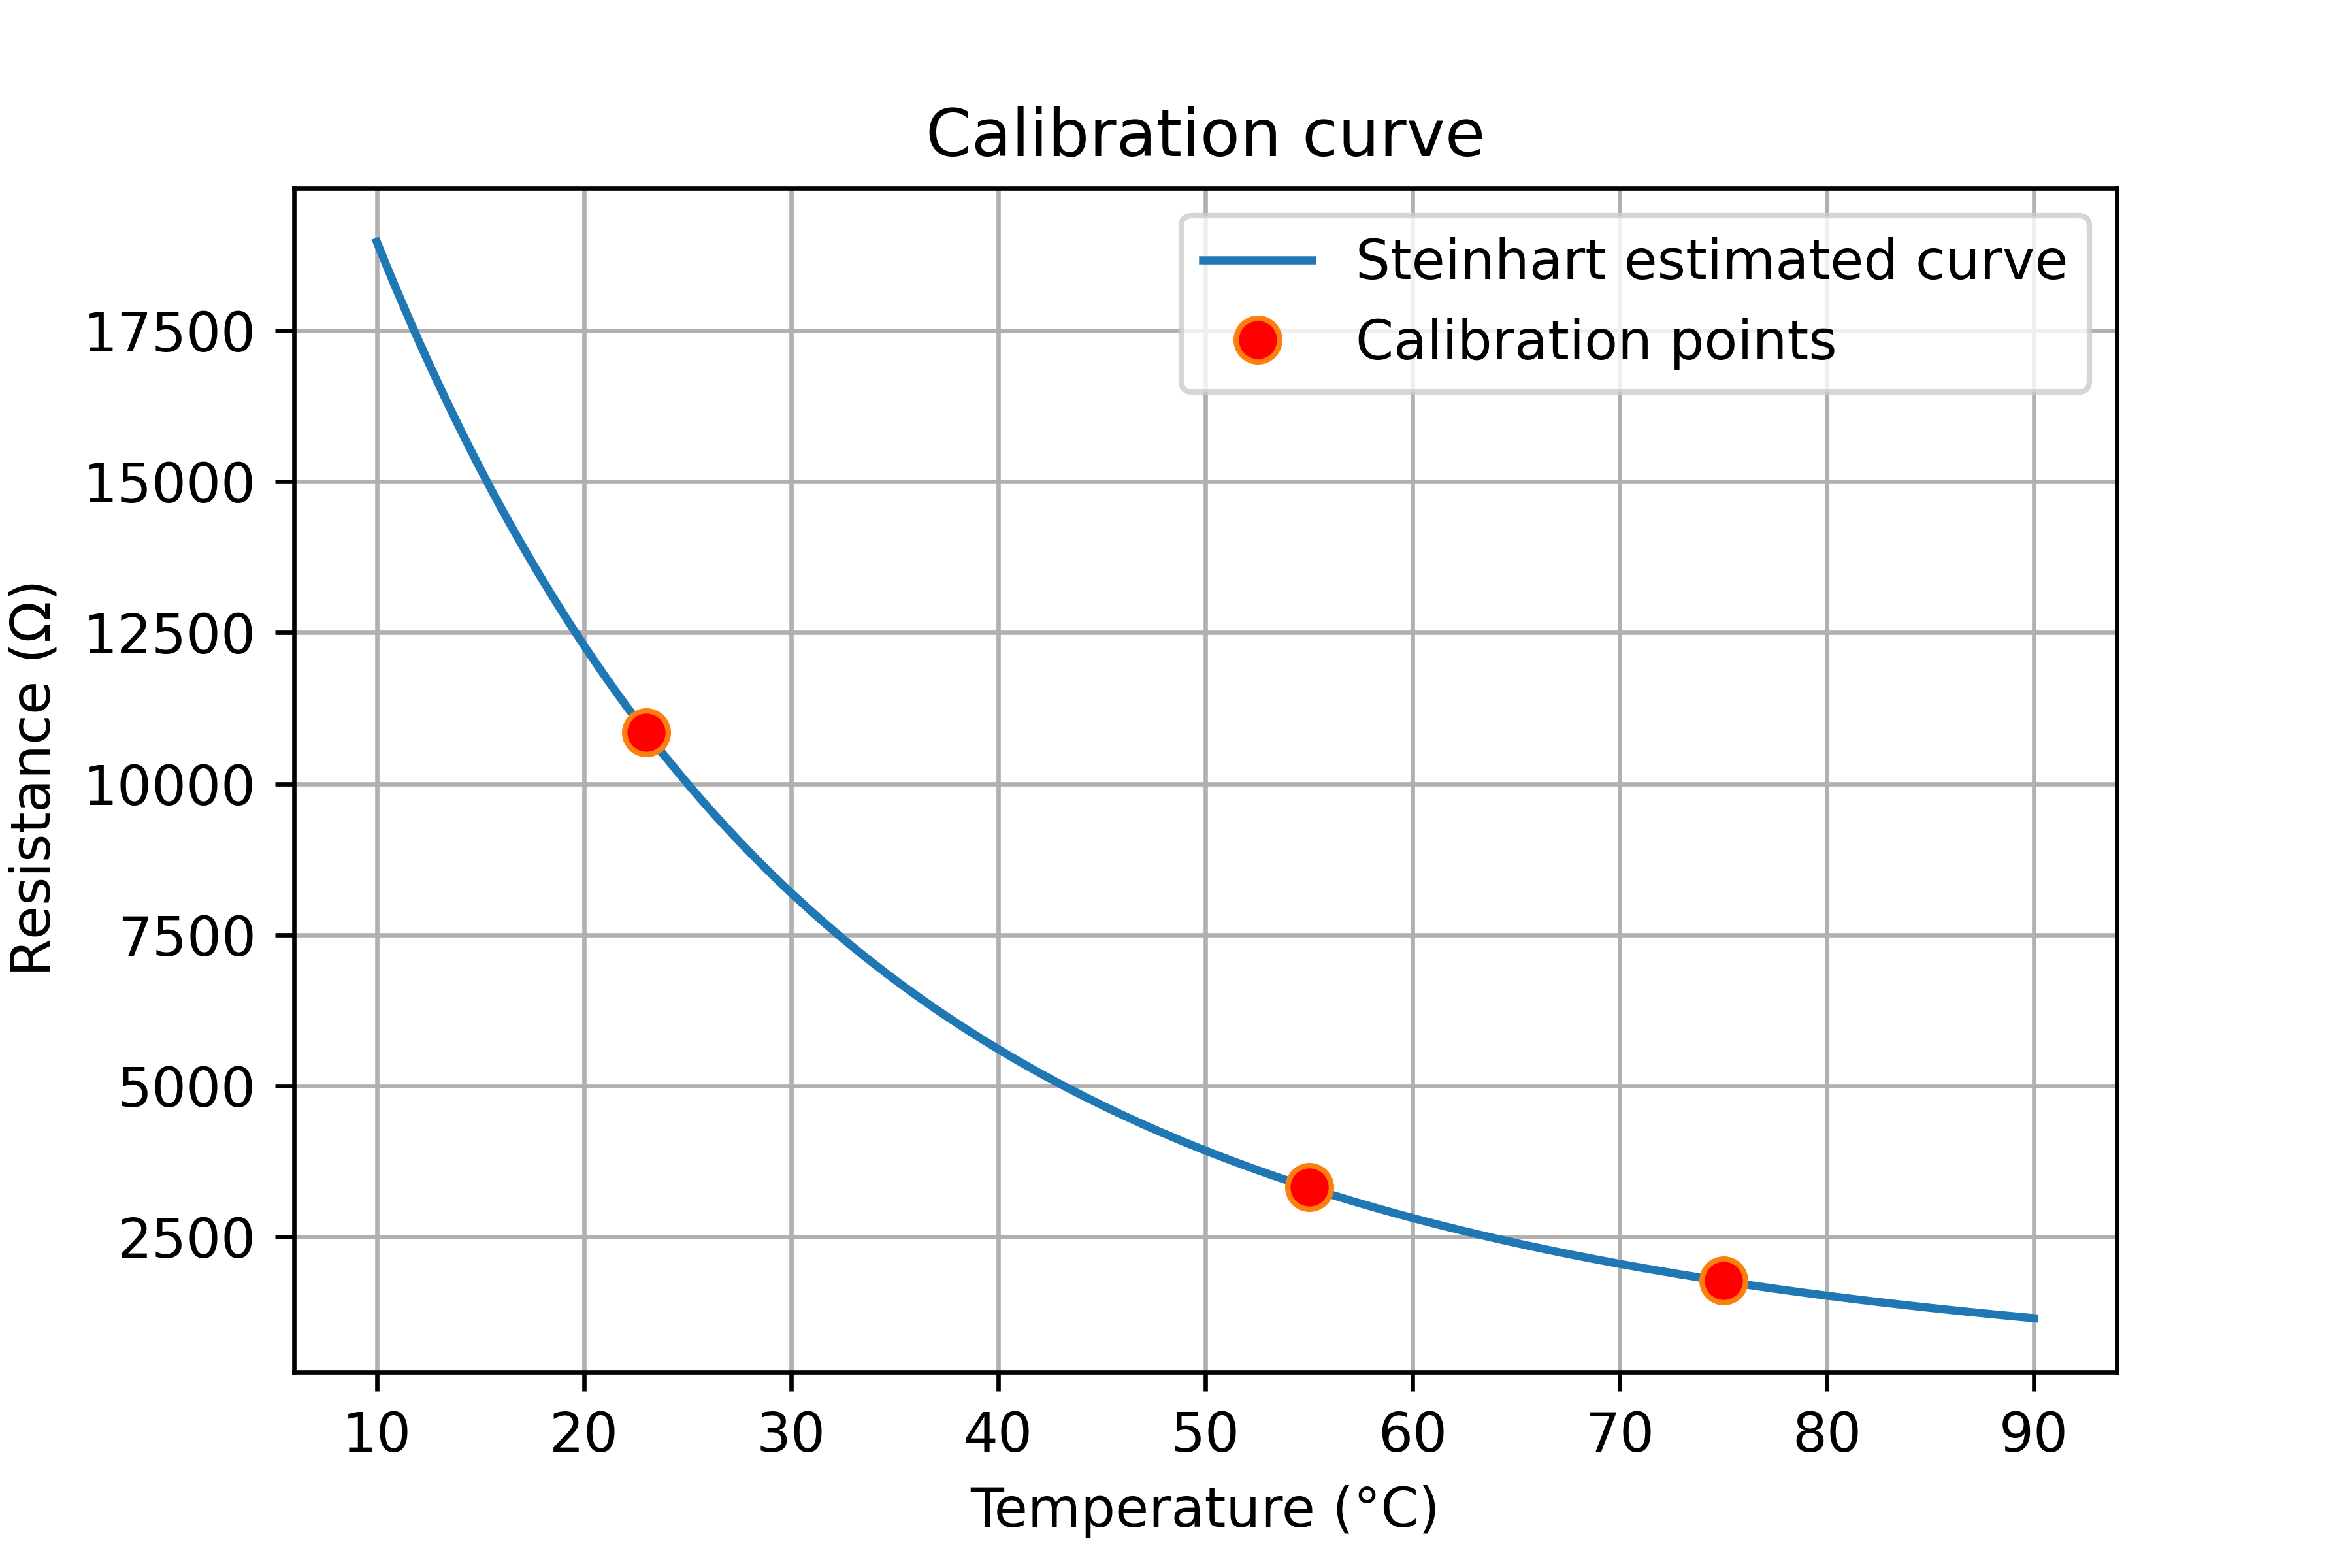 Calibration curve
Steinhart estimated curve
Calibration points
17500
15000
12500
10000
7500
5000
2500
Resistance (Ω)
10 20 30 40 50 60 70 80 90
Temperature (°C)